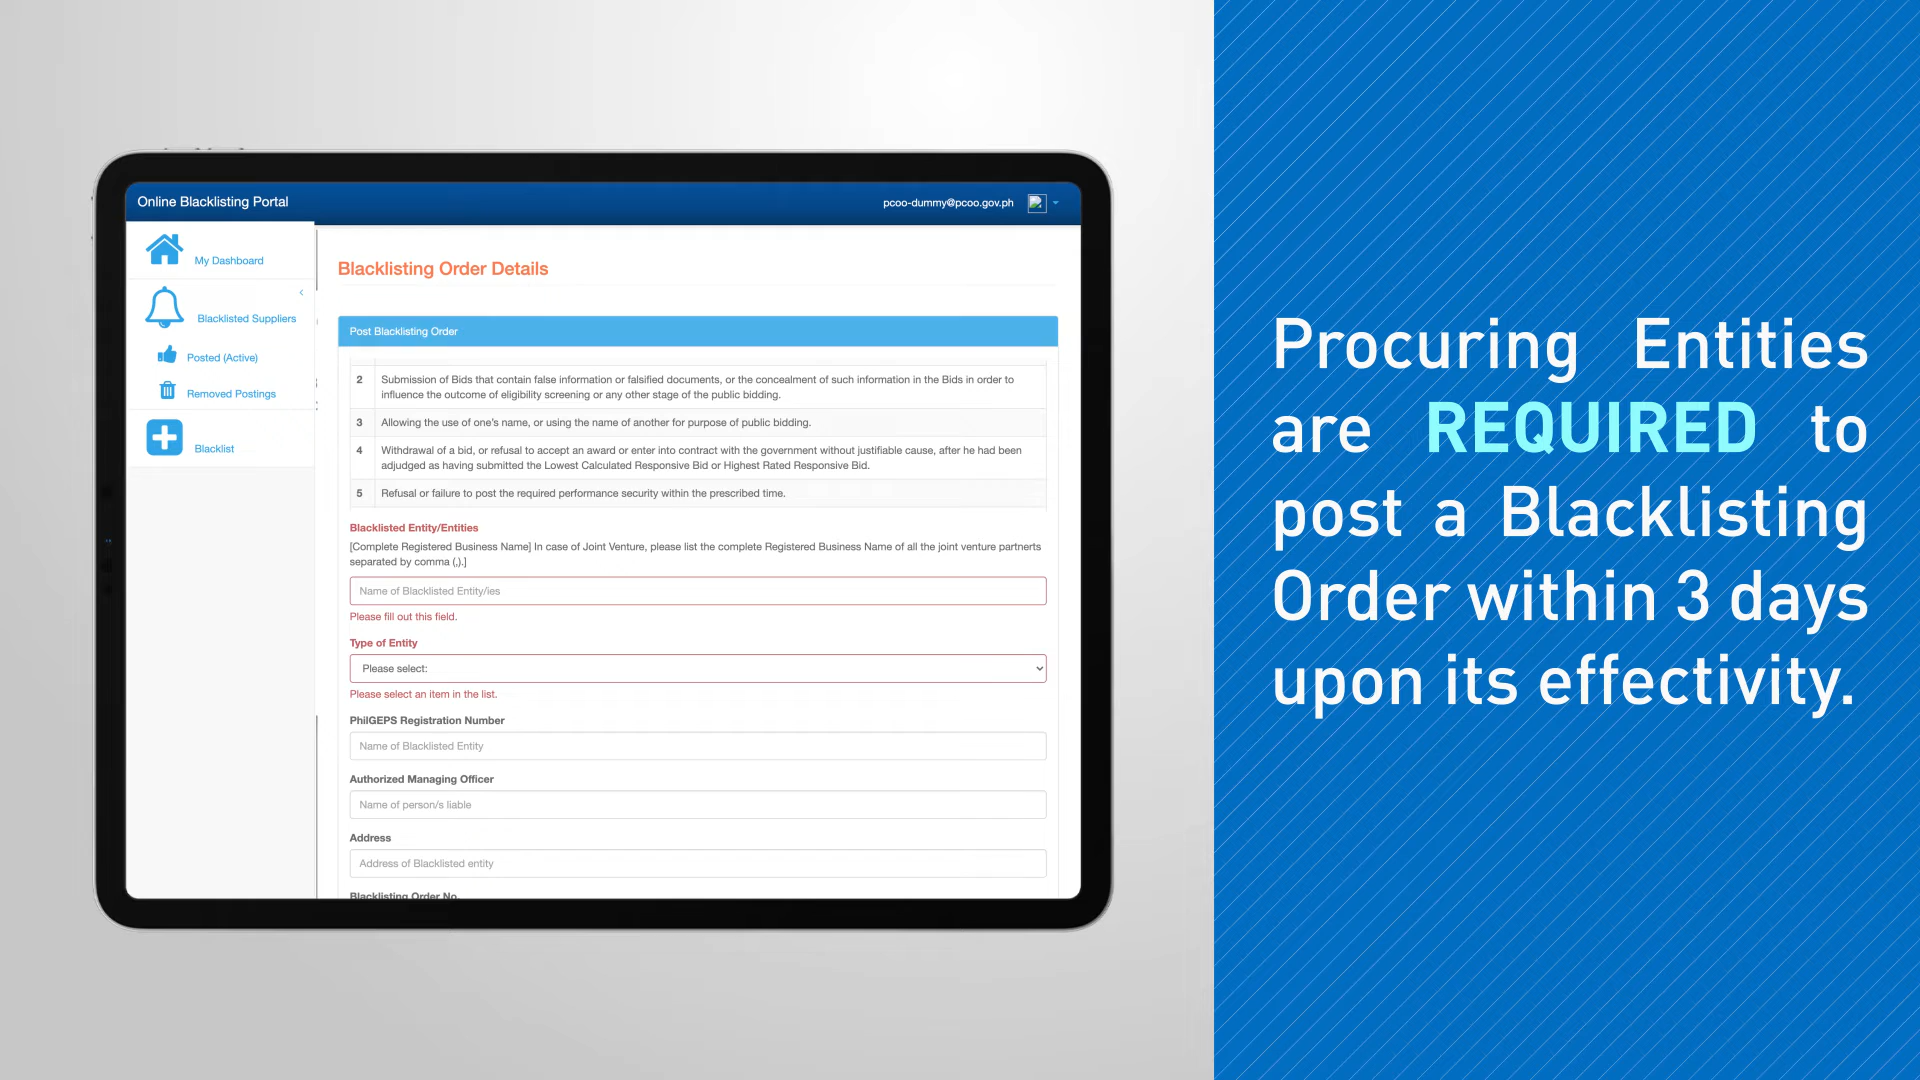 Online Blacklisting Portal
pcoo-dummy@pcoo.gov.ph
My Dashboard
Blacklisted Suppliers
Posted (Active)
Removed Postings
Blacklist
Blacklisting Order Details
Post Blacklisting Order
2 Submission of Bids that contain false information or falsified documents, or the concealment of such information in the Bids in order to
influence the outcome of eligibility screening or any other stage of the public bidding.
3 Allowing the use of one's name, or using the name of another for purpose of public bidding.
4 Withdrawal of a bid, or refusal to accept an award or enter into contract with the government without justifiable cause, after he had been
adjudged as having submitted the Lowest Calculated Responsive Bid or Highest Rated Responsive Bid.
5 Refusal or failure to post the required performance security within the prescribed time.
Blacklisted Entity/Entities
[Complete Registered Business Name] In case of Joint Venture, please list the complete Registered Business Name of all the joint venture partnerts
separated by comma (,).]
Name of Blacklisted Entity/ies
Please fill out this field.
Type of Entity
Please select:
Please select an item in the list.
PhilGEPS Registration Number
Name of Blacklisted Entity
Authorized Managing Officer
Name of person/s liable
Address
Address of Blacklisted entity
Blacklisting Order No.
Procuring Entities
are REQUIRED to
post a Blacklisting
Order within 3 days
upon its effectivity.